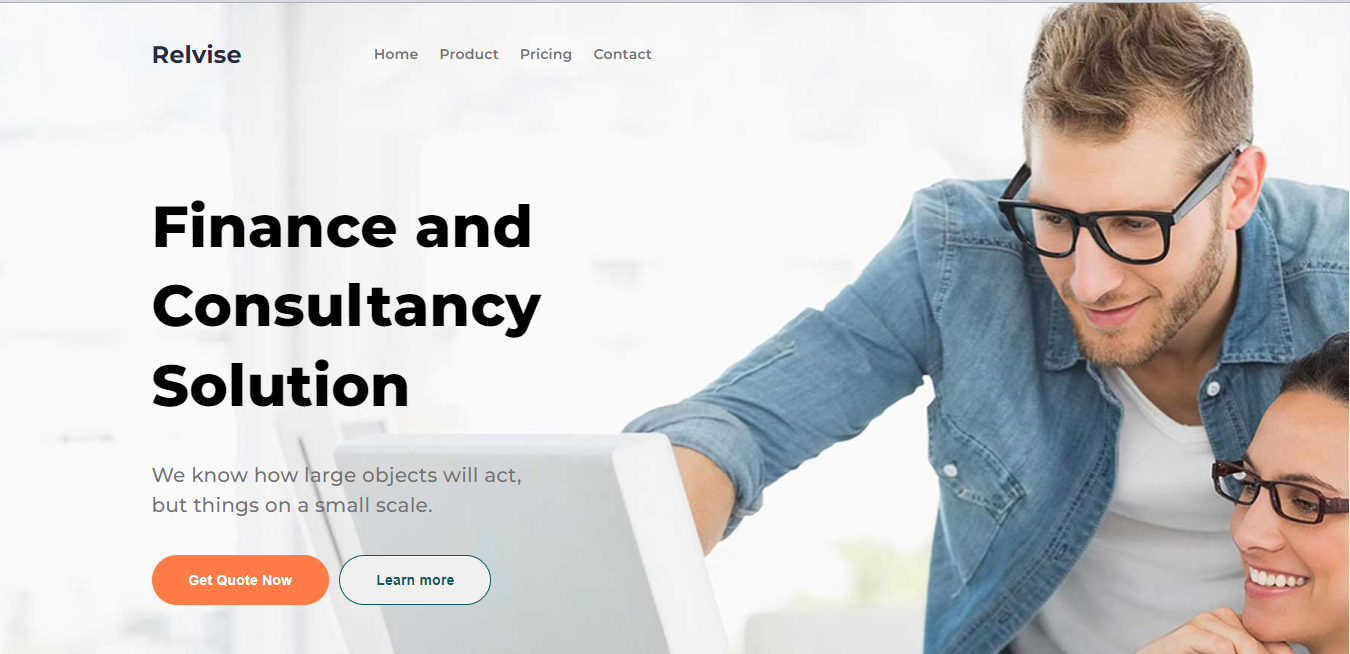 Relvise
Home Product Pricing Contact
Finance and
Consultancy
Solution
We know how large objects will act,
but things on a small scale.
Get Quote Now Learn more